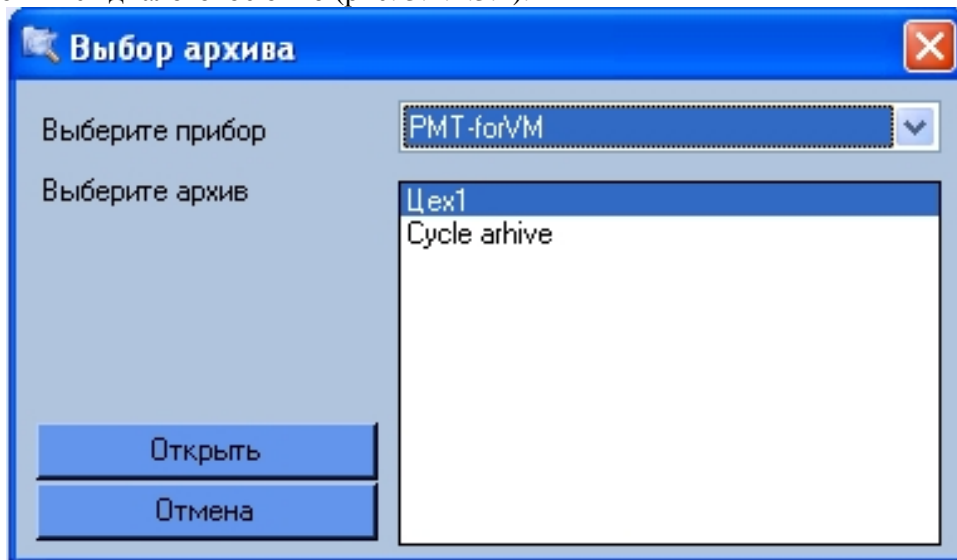 Выбор архива
Выберите прибор
PMT-forVM
Выберите архив
Цех1
Cycle arhive
Открыть
Отмена